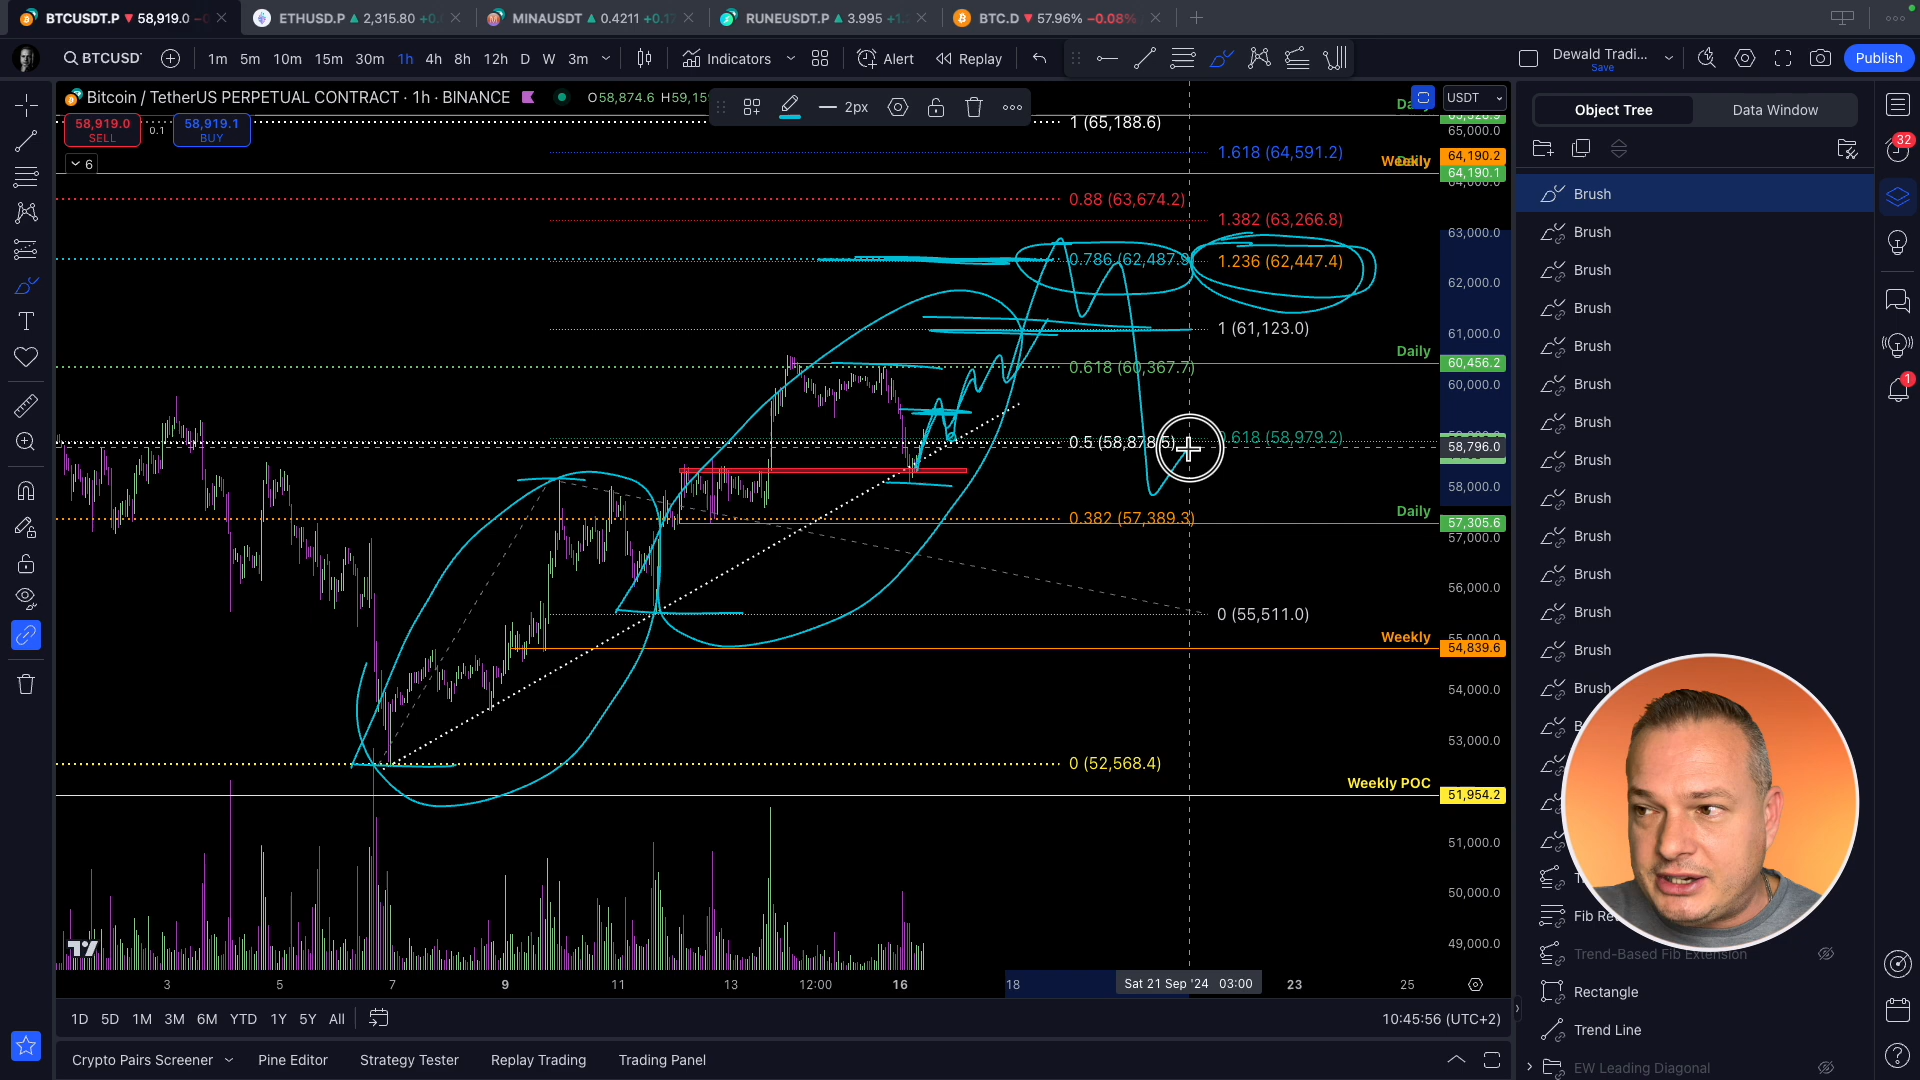 BTCUSDT.P ▼ 58,919.0
ETHUSD.P ▲ 2,315.80
MINAUSDT ▲ 0.4211
RUNEUSDT.P ▲ 3.995
BTC.D ▼ 57.96% −0.08%
BTCUSD
1m 5m 10m 15m 30m 1h 4h 8h 12h D W 3m
Indicators
Alert
Replay
Dewald Tradi...
Save
Publish
Bitcoin / TetherUS PERPETUAL CONTRACT · 1h · BINANCE
O58,874.6
2px
USDT
58,919.0
SELL
0.1
58,919.1
BUY
6
1 (65,188.6)
65,000.0
1.618 (64,591.2)
Weekly
64,190.2
64,190.1
0.88 (63,674.2)
1.382 (63,266.8)
63,000.0
0.786 (62,487.9)
1.236 (62,447.4)
62,000.0
1 (61,123.0)
61,000.0
Daily
60,456.2
0.618 (60,367.7)
60,000.0
0.5 (58,878.5)
0.618 (58,979.2)
58,796.0
58,000.0
Daily
57,305.6
0.382 (57,389.3)
57,000.0
56,000.0
0 (55,511.0)
55,000.0
Weekly
54,839.6
54,000.0
53,000.0
0 (52,568.4)
Weekly POC
51,954.2
51,000.0
50,000.0
49,000.0
3 5 7 9 11 13 12:00 16 18 Sat 21 Sep '24 03:00 23 25
1D 5D 1M 3M 6M YTD 1Y 5Y All
10:45:56 (UTC+2)
Crypto Pairs Screener
Pine Editor
Strategy Tester
Replay Trading
Trading Panel
Object Tree
Data Window
Brush
Brush
Brush
Brush
Brush
Brush
Brush
Brush
Brush
Brush
Brush
Brush
Brush
Brush
Trend-Based Fib Extension
Rectangle
Trend Line
EW Leading Diagonal
32
1